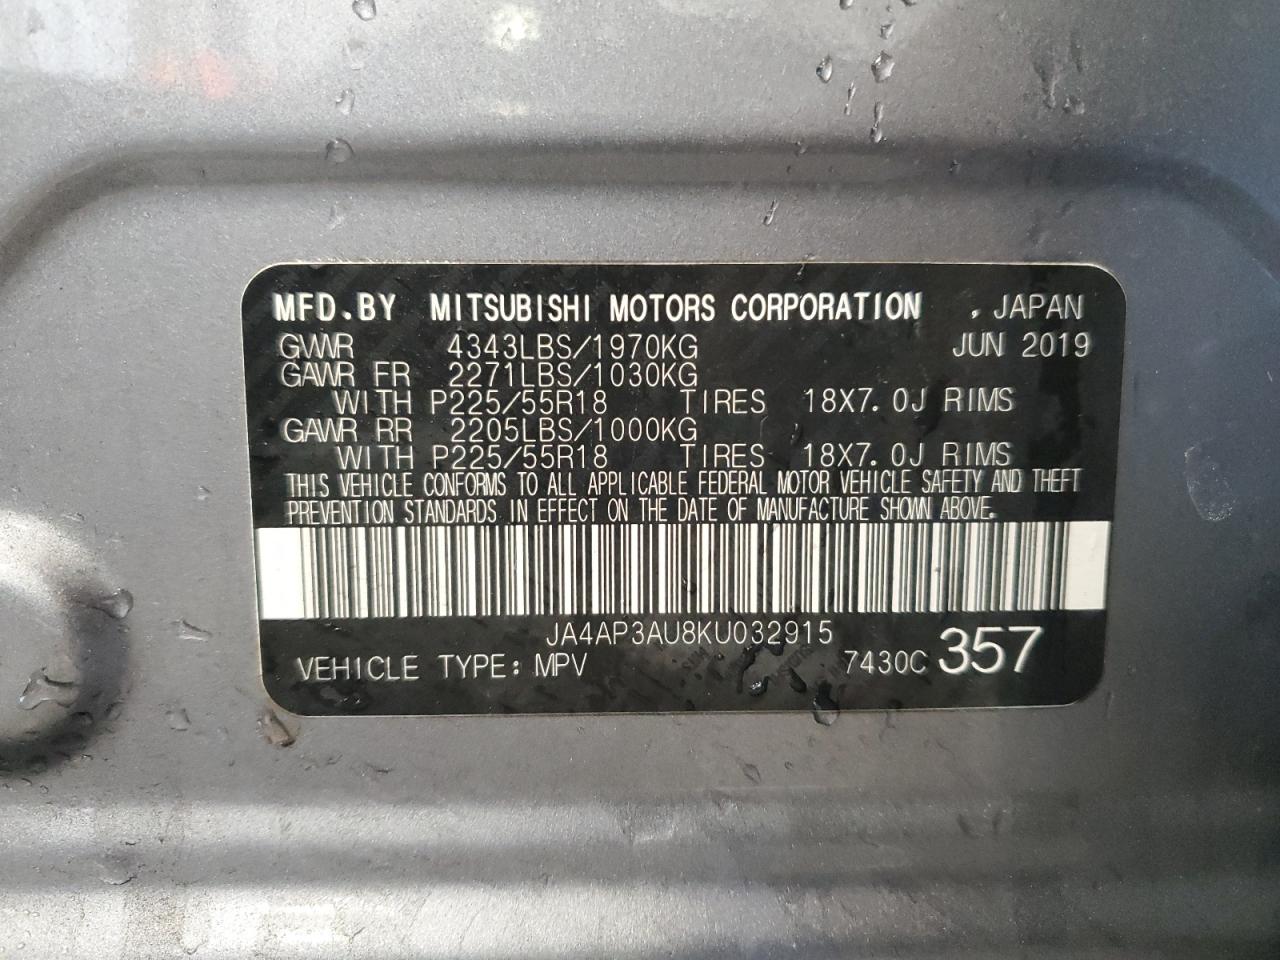 MFD.BY MITSUBISHI MOTORS CORPORATION , JAPAN
GVWR 4343LBS/1970KG JUN 2019
GAWR FR 2271LBS/1030KG
WITH P225/55R18 TIRES 18X7.0J RIMS
GAWR RR 2205LBS/1000KG
WITH P225/55R18 TIRES 18X7.0J RIMS
THIS VEHICLE CONFORMS TO ALL APPLICABLE FEDERAL MOTOR VEHICLE SAFETY AND THEFT
PREVENTION STANDARDS IN EFFECT ON THE DATE OF MANUFACTURE SHOWN ABOVE.
JA4AP3AU8KU032915
VEHICLE TYPE: MPV 7430C 357